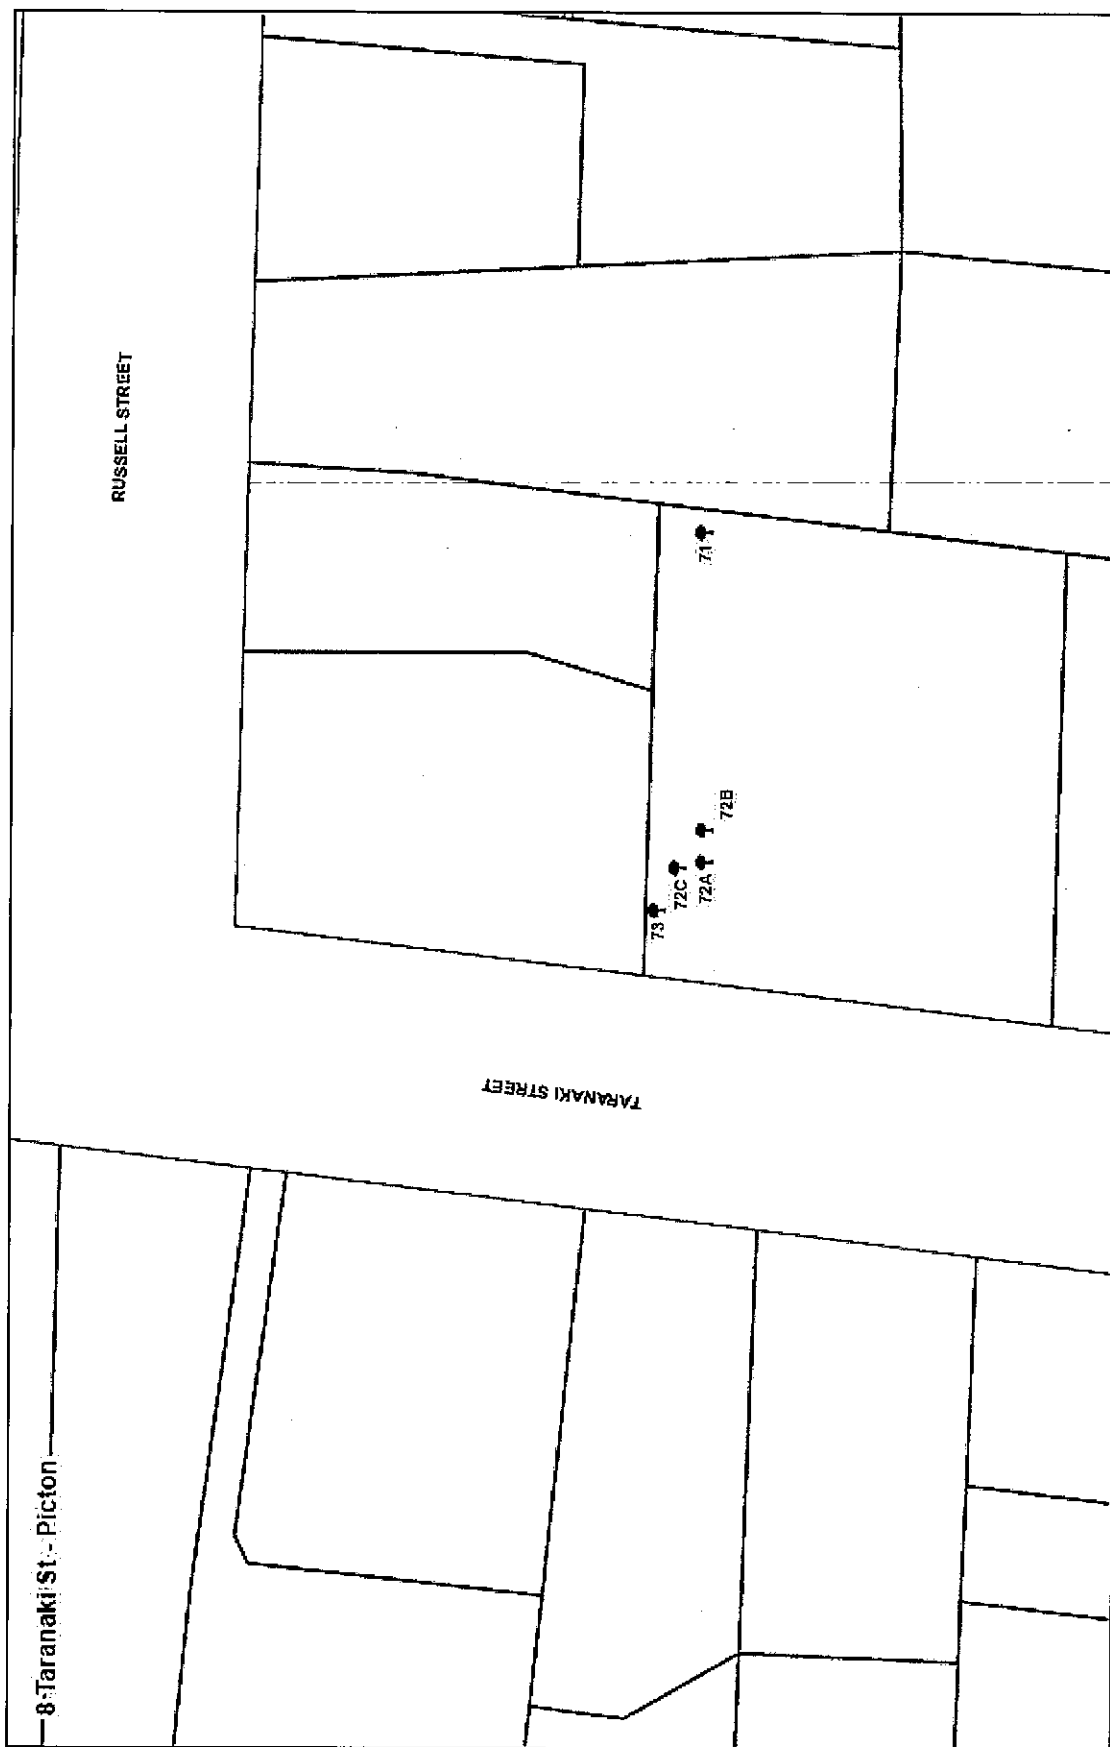 8 Taranaki St - Picton
RUSSELL STREET
TARANAKI STREET
71
72B
72A
72C
73